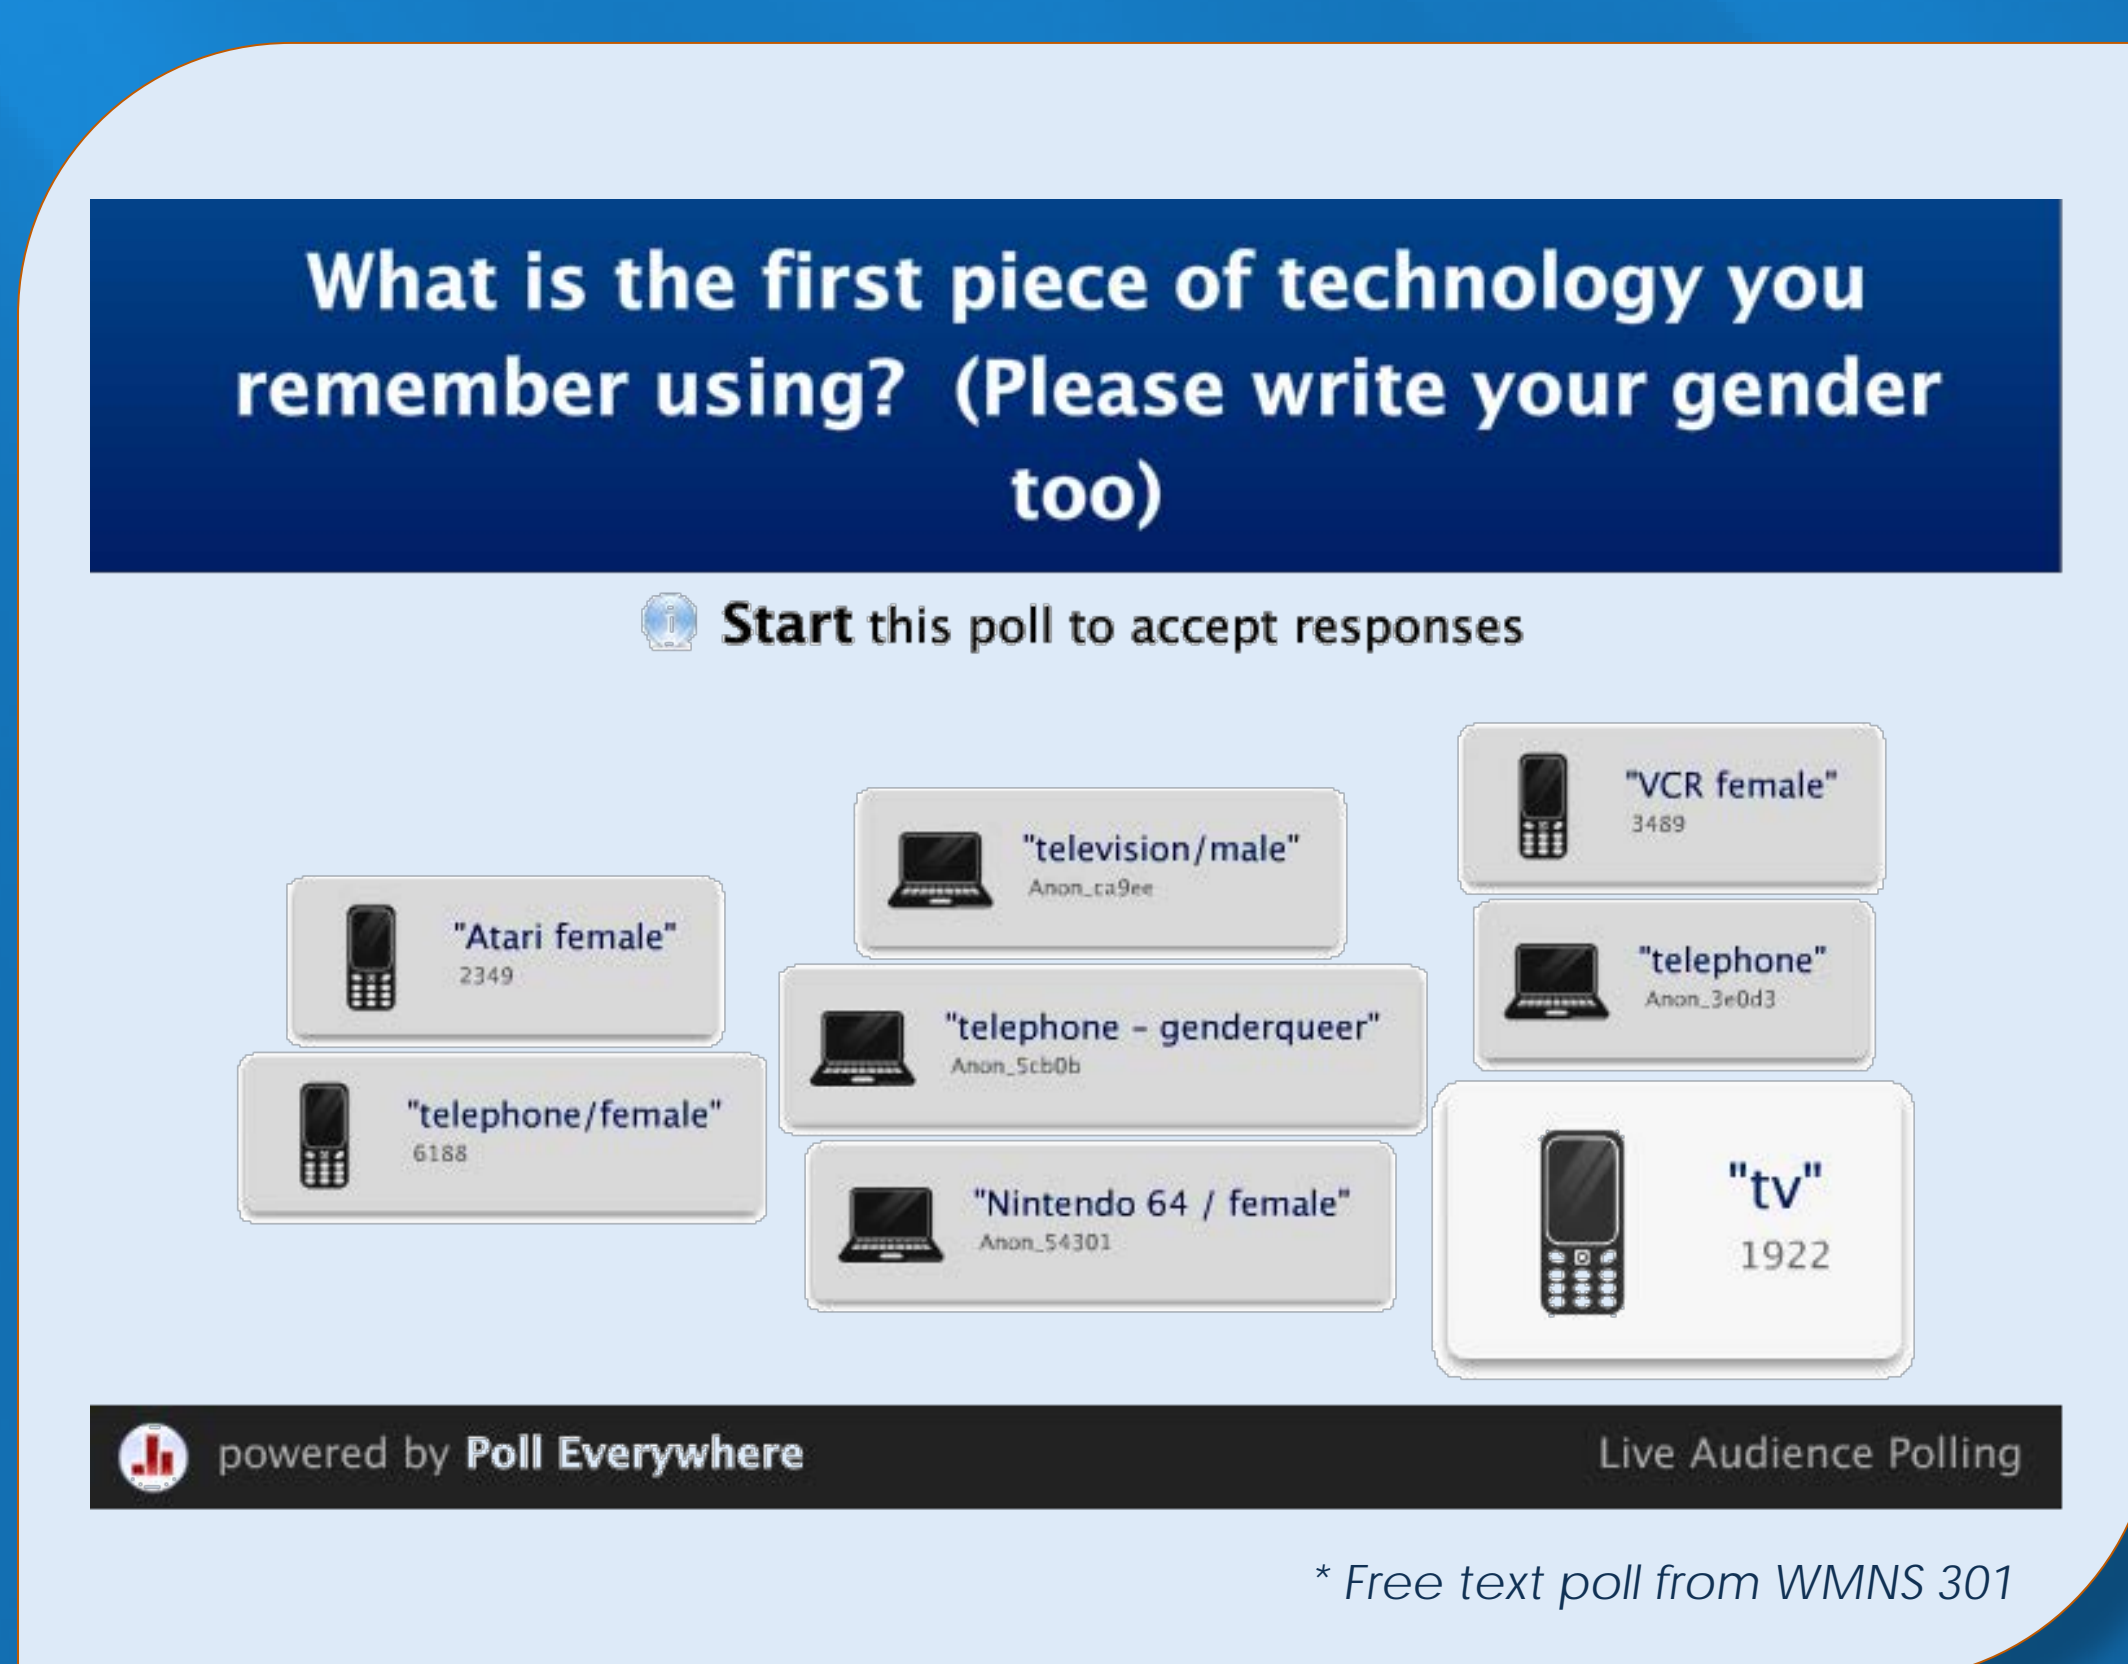 What is the first piece of technology you
remember using?  (Please write your gender
too)
Start this poll to accept responses
"Atari female"
2349
"telephone/female"
6188
"television/male"
Anon_ca9ee
"telephone – genderqueer"
Anon_5cb0b
"Nintendo 64 / female"
Anon_54301
"VCR female"
3489
"telephone"
Anon_3e0d3
"tv"
1922
powered by Poll Everywhere
Live Audience Polling
* Free text poll from WMNS 301